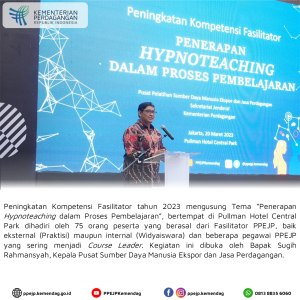 KEMENTERIAN
PERDAGANGAN
REPUBLIK INDONESIA
Peningkatan Kompetensi Fasilitator
PENERAPAN
HYPNOTEACHING
DALAM PROSES PEMBELAJARAN
Pusat Pelatihan Sumber Daya Manusia Ekspor dan Jasa Perdagangan
Sekretariat Jenderal
Kementerian Perdagangan
Jakarta, 20 Maret 2023
Pullman Hotel Central Park
Peningkatan Kompetensi Fasilitator tahun 2023 mengusung Tema "Penerapan
Hypnoteaching dalam Proses Pembelajaran", bertempat di Pullman Hotel Central
Park dihadiri oleh 75 orang peserta yang berasal dari Fasilitator PPEJP, baik
eksternal (Praktisi) maupun internal (Widyaiswara) dan beberapa pegawai PPEJP
yang sering menjadi Course Leader. Kegiatan ini dibuka oleh Bapak Sugih
Rahmansyah, Kepala Pusat Sumber Daya Manusia Ekspor dan Jasa Perdagangan.
ppejp.kemendag.go.id
PPEJPKemendag
ppejp.kemendag
0813 8835 6060